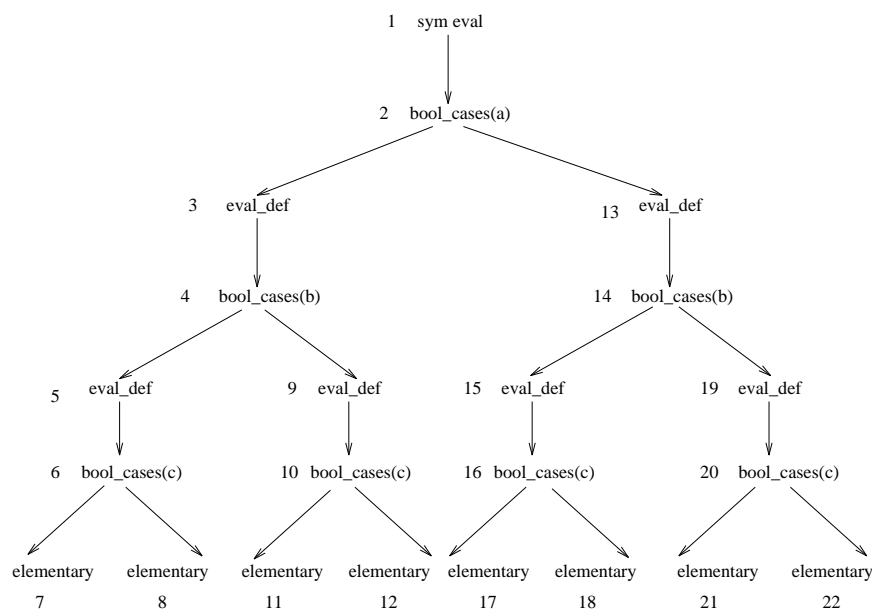 1 sym eval
2 bool_cases(a)
3 eval_def 13 eval_def
4 bool_cases(b) 14 bool_cases(b)
5 eval_def 9 eval_def 15 eval_def 19 eval_def
6 bool_cases(c) 10 bool_cases(c) 16 bool_cases(c) 20 bool_cases(c)
elementary elementary elementary elementary elementary elementary elementary elementary
7 8 11 12 17 18 21 22